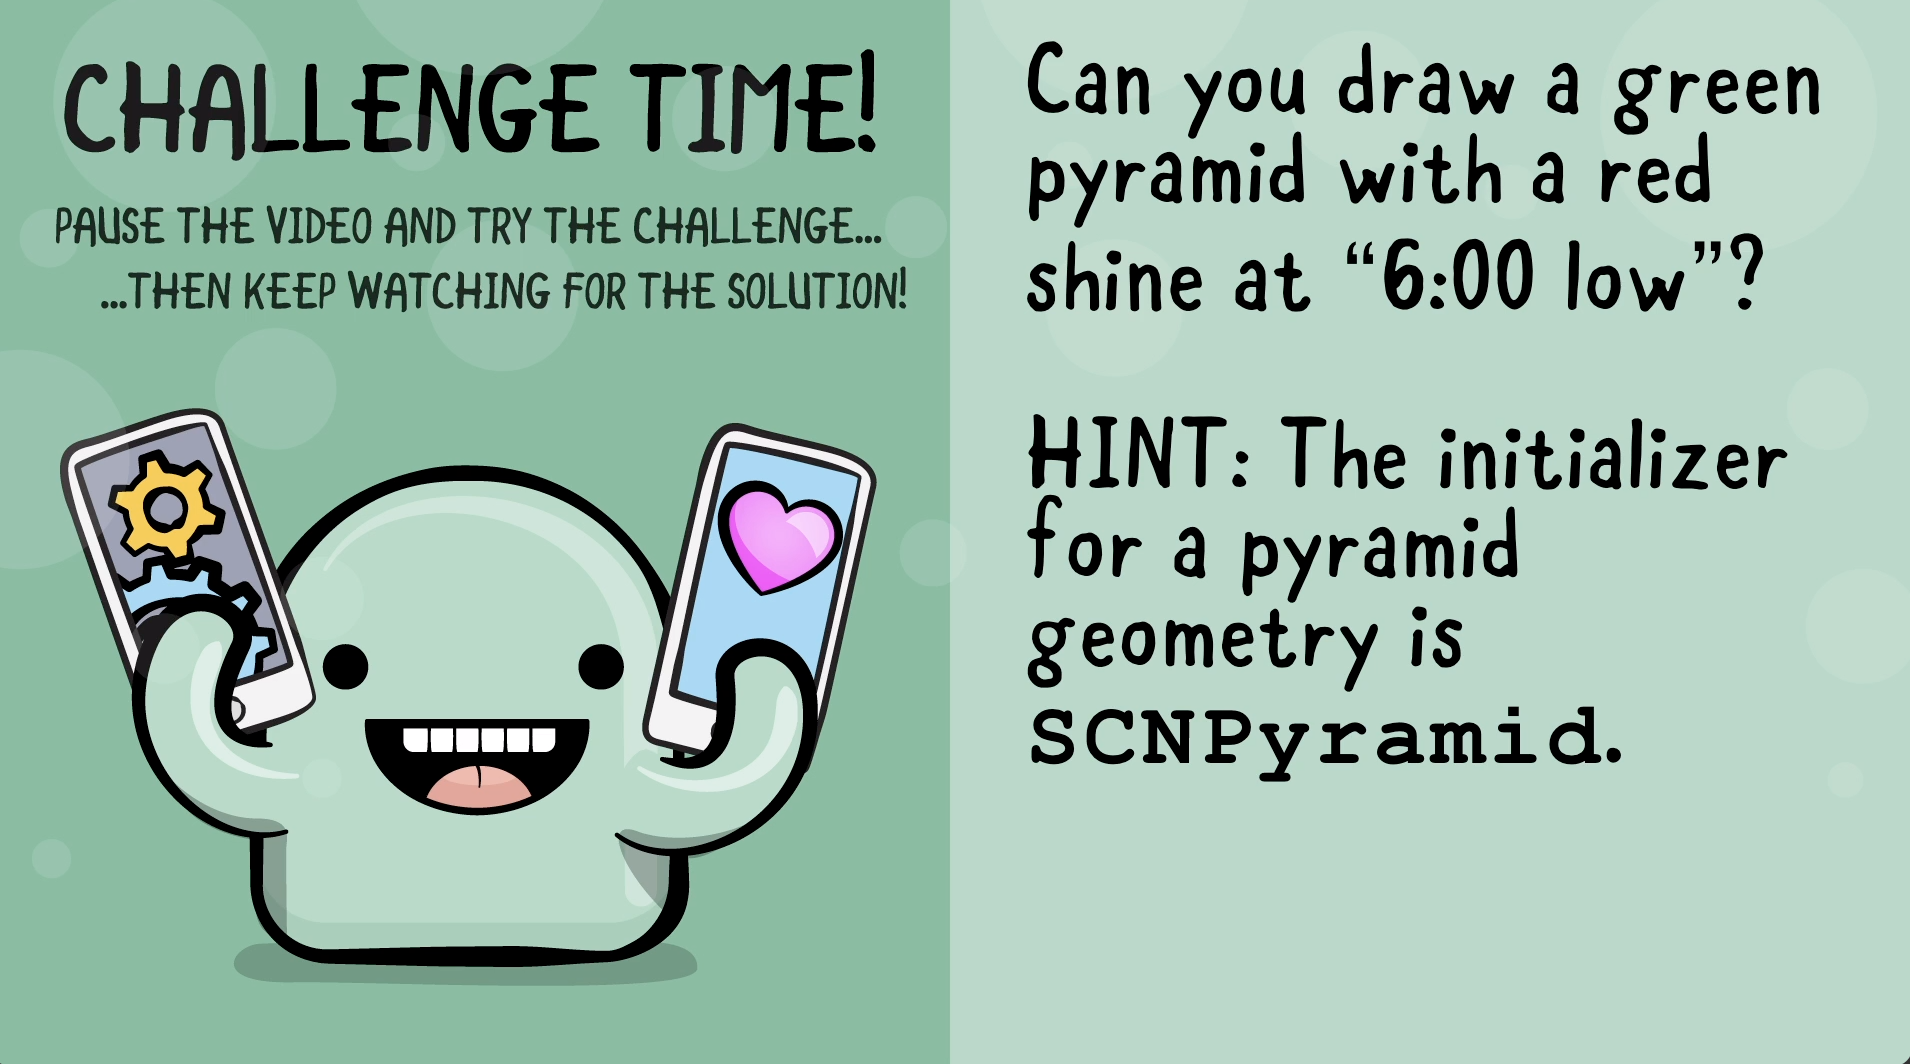 CHALLENGE TIME!
PAUSE THE VIDEO AND TRY THE CHALLENGE...
...THEN KEEP WATCHING FOR THE SOLUTION!
Can you draw a green
pyramid with a red
shine at “6:00 low”?
HINT: The initializer
for a pyramid
geometry is
SCNPyramid.